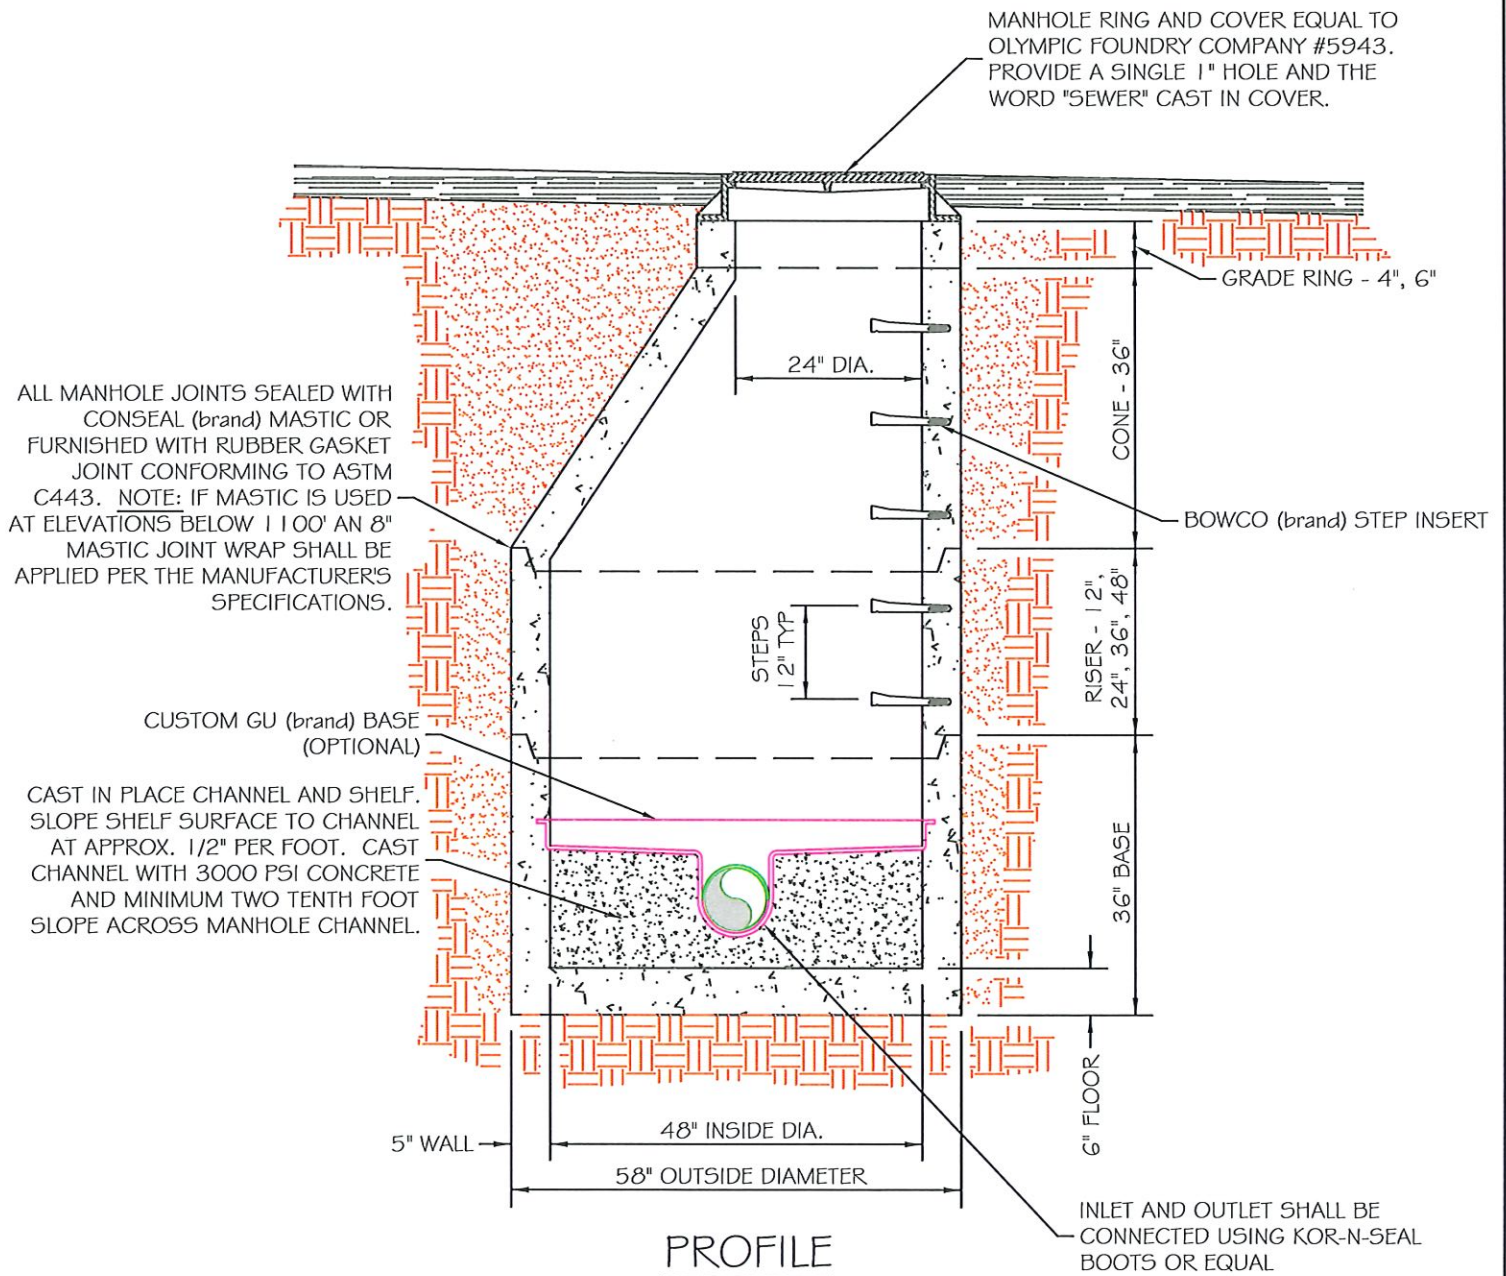 MANHOLE RING AND COVER EQUAL TO
OLYMPIC FOUNDRY COMPANY #5943.
PROVIDE A SINGLE 1" HOLE AND THE
WORD "SEWER" CAST IN COVER.
GRADE RING - 4", 6"
24" DIA.
CONE - 36"
ALL MANHOLE JOINTS SEALED WITH
CONSEAL (brand) MASTIC OR
FURNISHED WITH RUBBER GASKET
JOINT CONFORMING TO ASTM
C443. NOTE: IF MASTIC IS USED
AT ELEVATIONS BELOW 1100' AN 8"
MASTIC JOINT WRAP SHALL BE
APPLIED PER THE MANUFACTURER'S
SPECIFICATIONS.
BOWCO (brand) STEP INSERT
STEPS
12" TYP
RISER - 12",
24", 36", 48"
CUSTOM GU (brand) BASE
(OPTIONAL)
CAST IN PLACE CHANNEL AND SHELF.
SLOPE SHELF SURFACE TO CHANNEL
AT APPROX. 1/2" PER FOOT. CAST
CHANNEL WITH 3000 PSI CONCRETE
AND MINIMUM TWO TENTH FOOT
SLOPE ACROSS MANHOLE CHANNEL.
36" BASE
6" FLOOR
5" WALL
48" INSIDE DIA.
58" OUTSIDE DIAMETER
INLET AND OUTLET SHALL BE
CONNECTED USING KOR-N-SEAL
BOOTS OR EQUAL
PROFILE